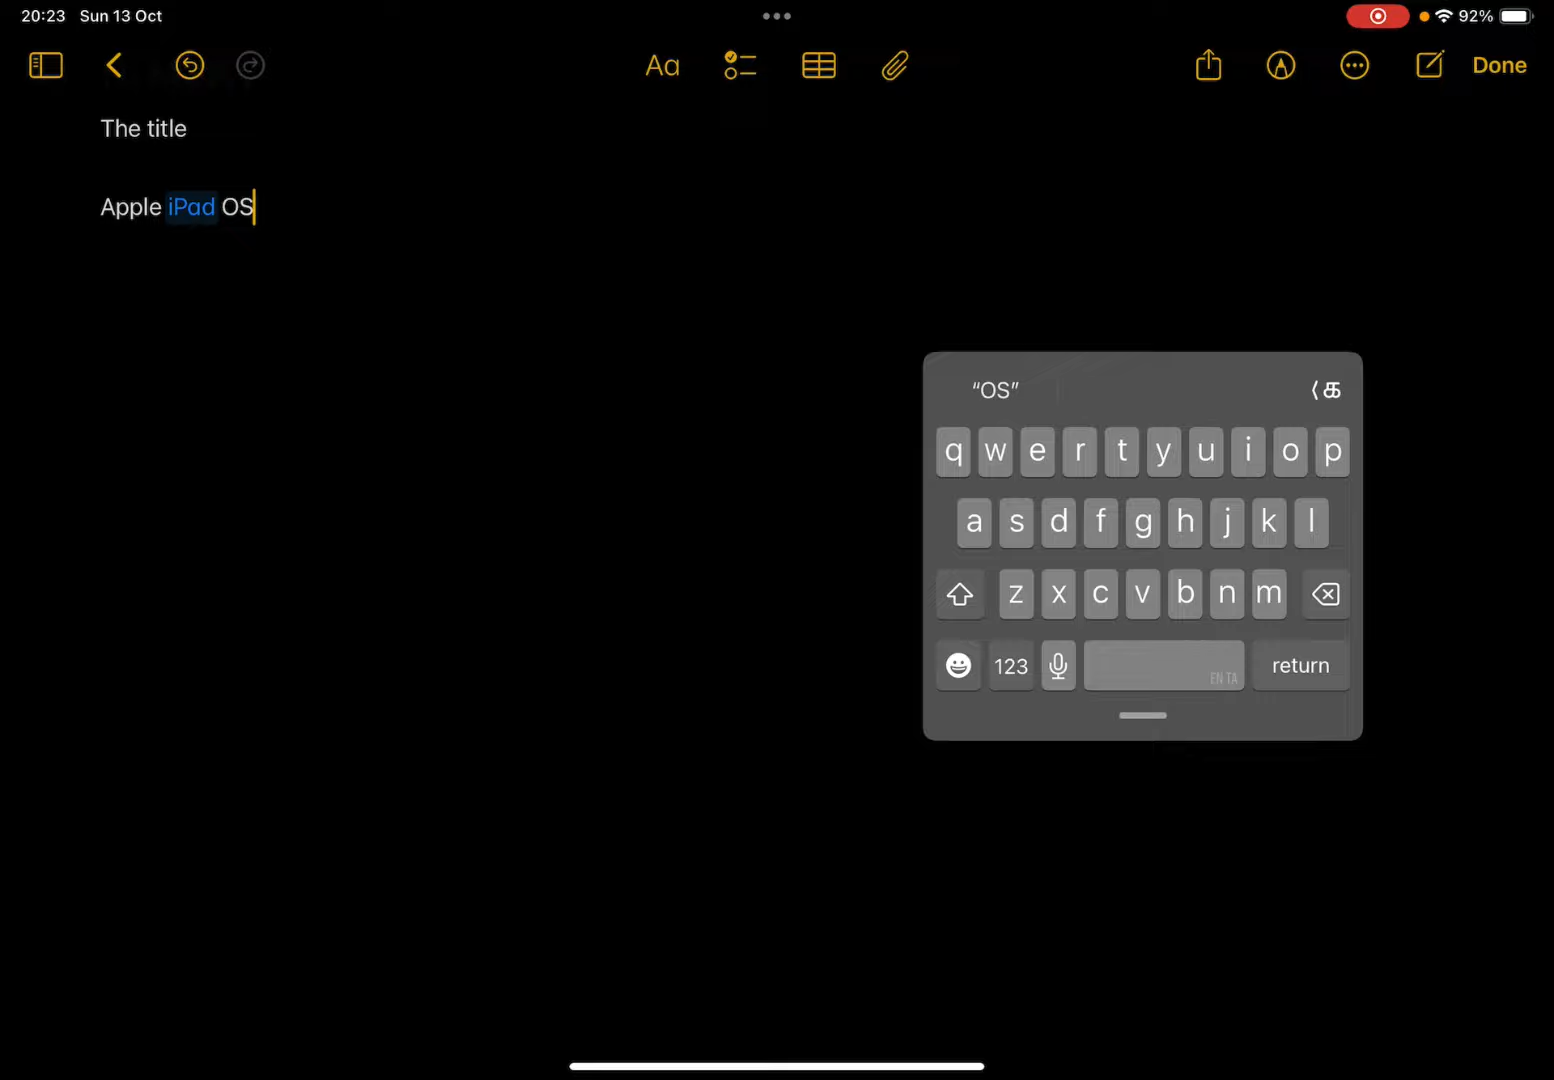 20:23 Sun 13 Oct 92%
Aa Done
The title
Apple iPad OS
“OS” ⟨ க
q w e r t y u i o p
a s d f g h j k l
z x c v b n m
123 EN TA return